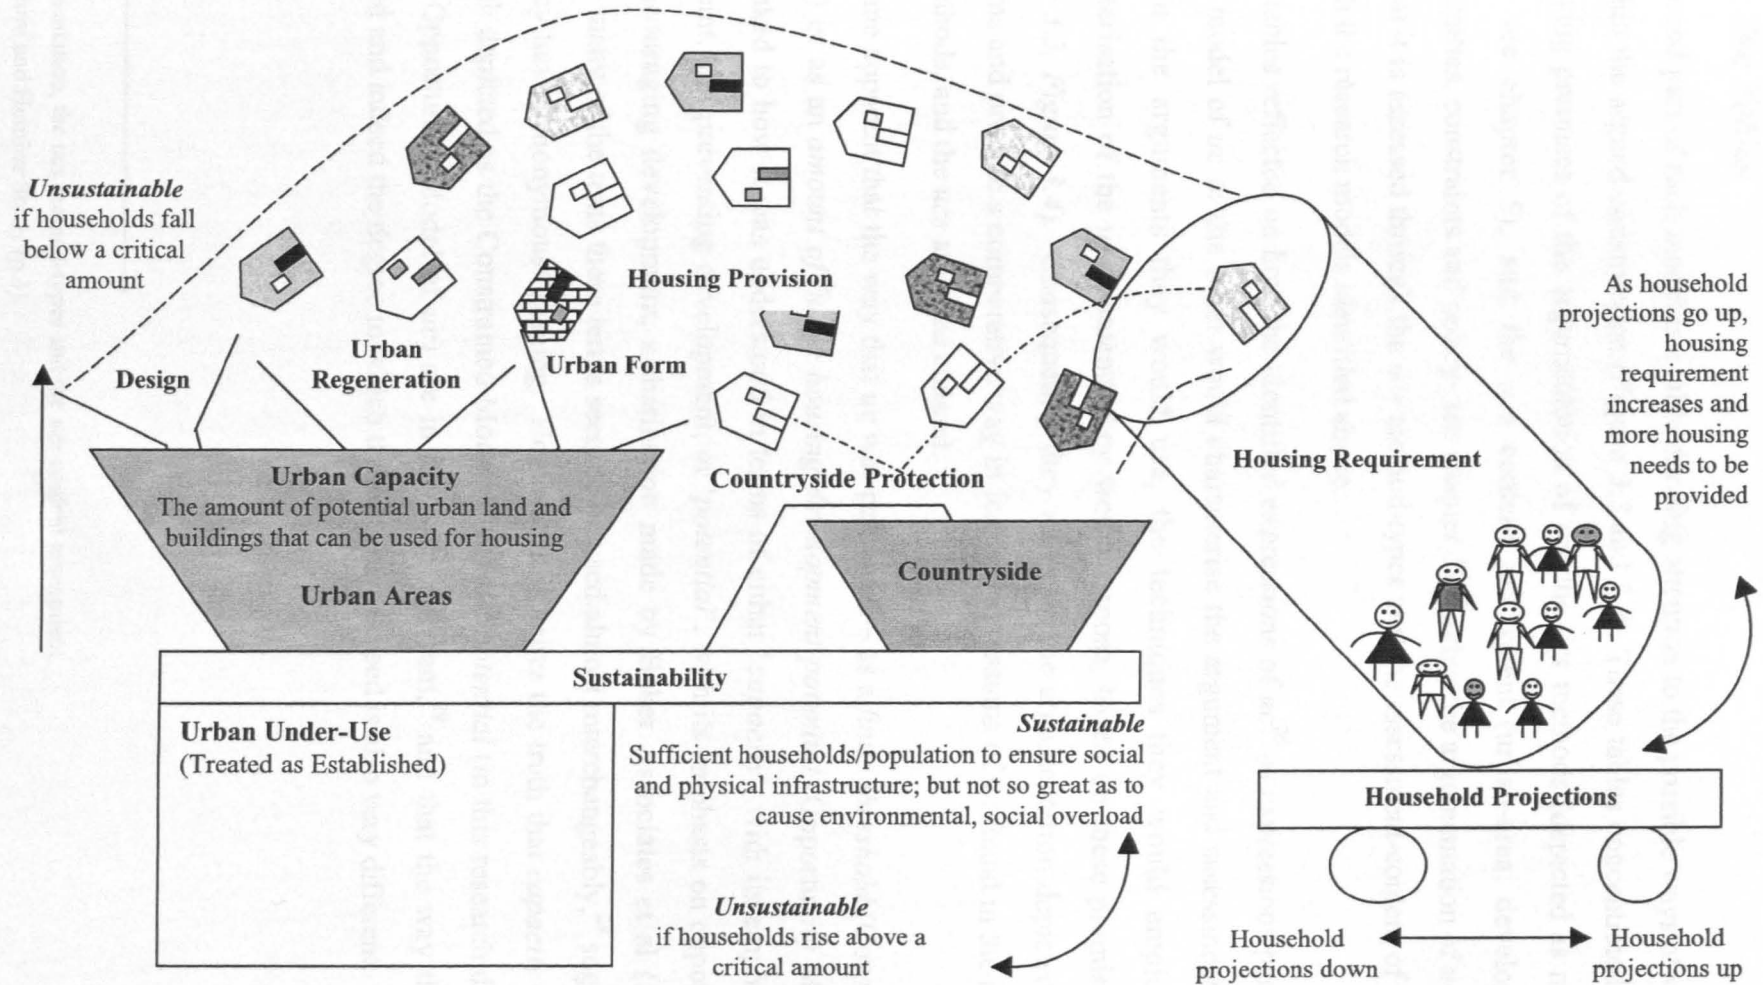 Unsustainable
if households fall
below a critical
amount
Design
Urban
Regeneration
Housing Provision
Urban Form
Urban Capacity
The amount of potential urban land and
buildings that can be used for housing
Urban Areas
Countryside Protection
Countryside
Sustainability
Urban Under-Use
(Treated as Established)
Sustainable
Sufficient households/population to ensure social
and physical infrastructure; but not so great as to
cause environmental, social overload
Unsustainable
if households rise above a
critical amount
Housing Requirement
As household
projections go up,
housing
requirement
increases and
more housing
needs to be
provided
Household Projections
Household
projections down
Household
projections up